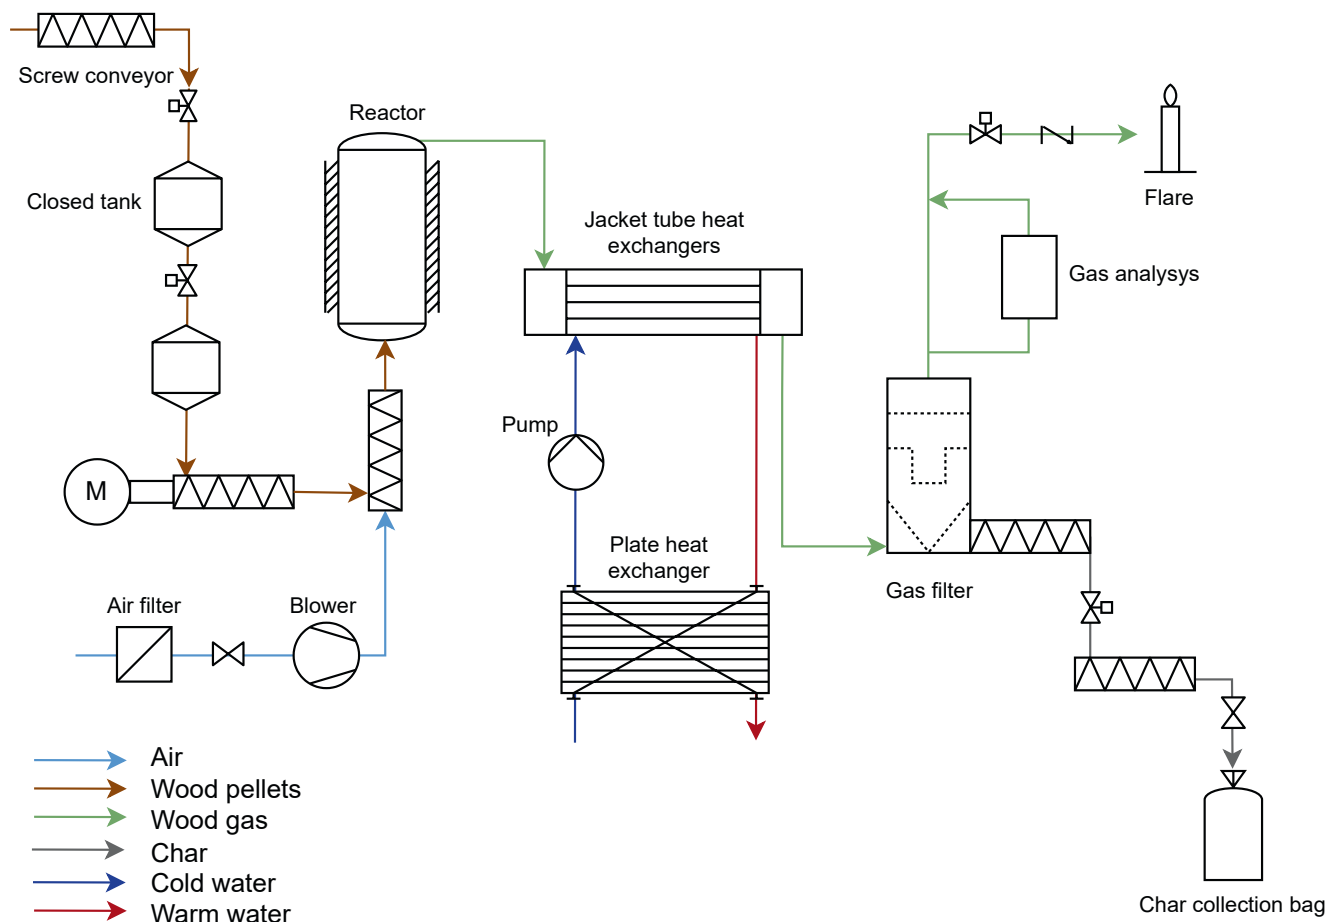 Screw conveyor
Closed tank
Reactor
Jacket tube heat
exchangers
Flare
Gas analysys
Pump
M
Plate heat
exchanger
Gas filter
Air filter
Blower
Air
Wood pellets
Wood gas
Char
Cold water
Warm water
Char collection bag